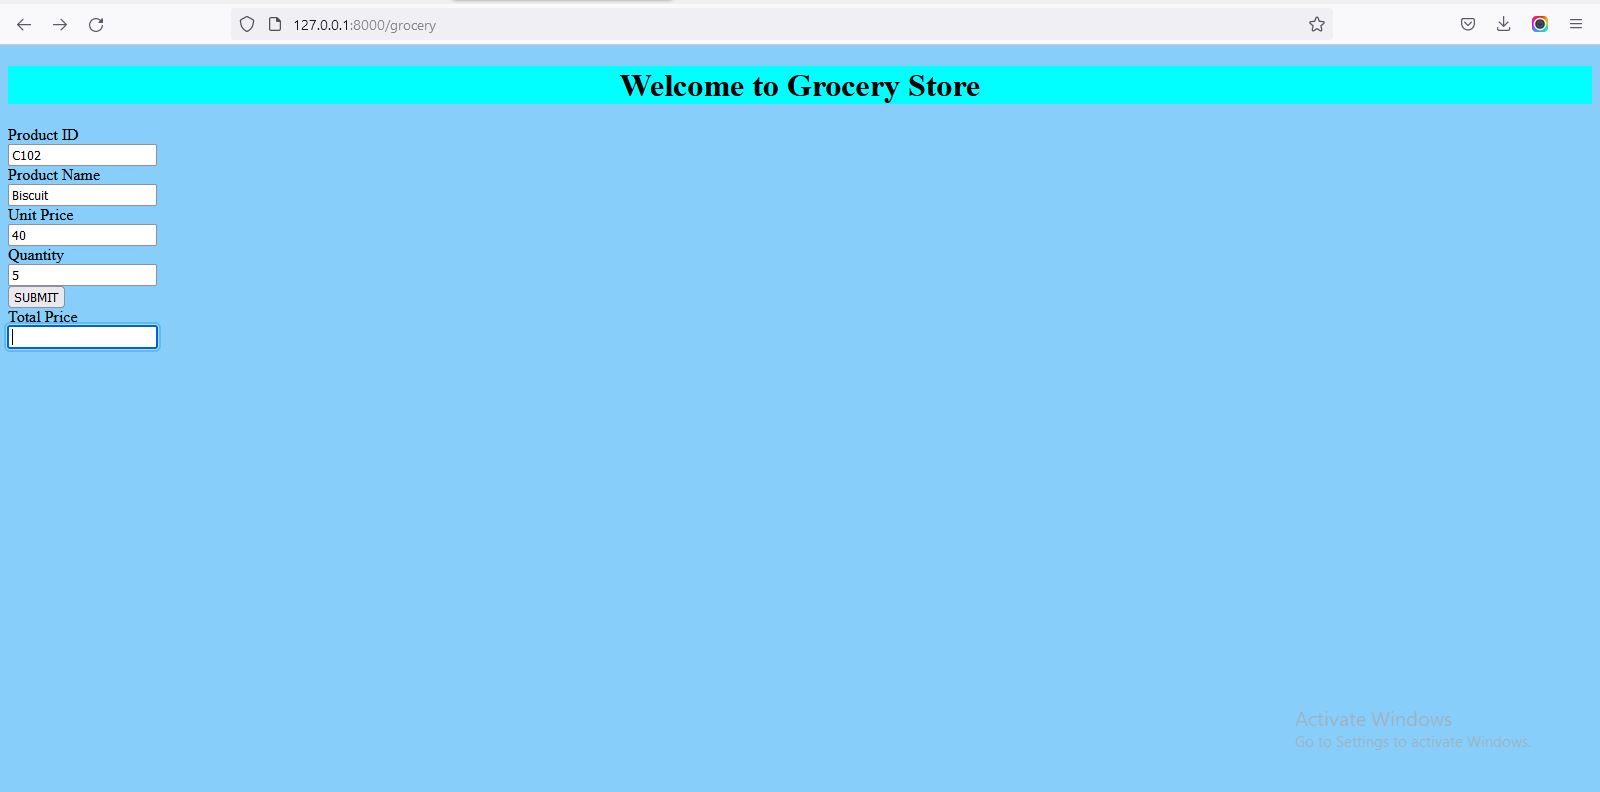 127.0.0.1:8000/grocery
Welcome to Grocery Store
Product ID
C102
Product Name
Biscuit
Unit Price
40
Quantity
5
SUBMIT
Total Price
Activate Windows
Go to Settings to activate Windows.